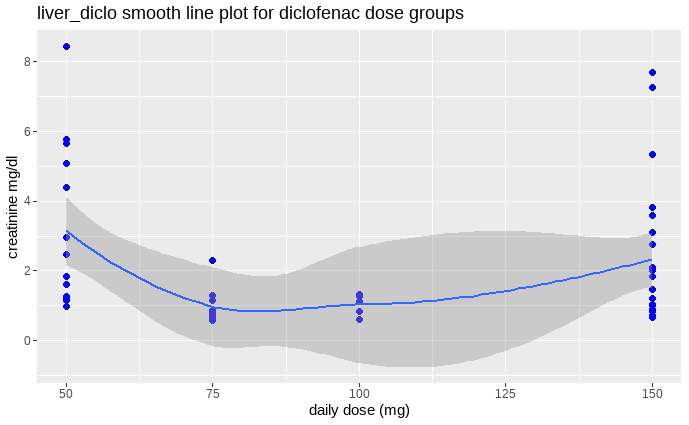 liver_diclo smooth line plot for diclofenac dose groups
creatinine mg/dl
8
6
4
2
0
50 75 100 125 150
daily dose (mg)